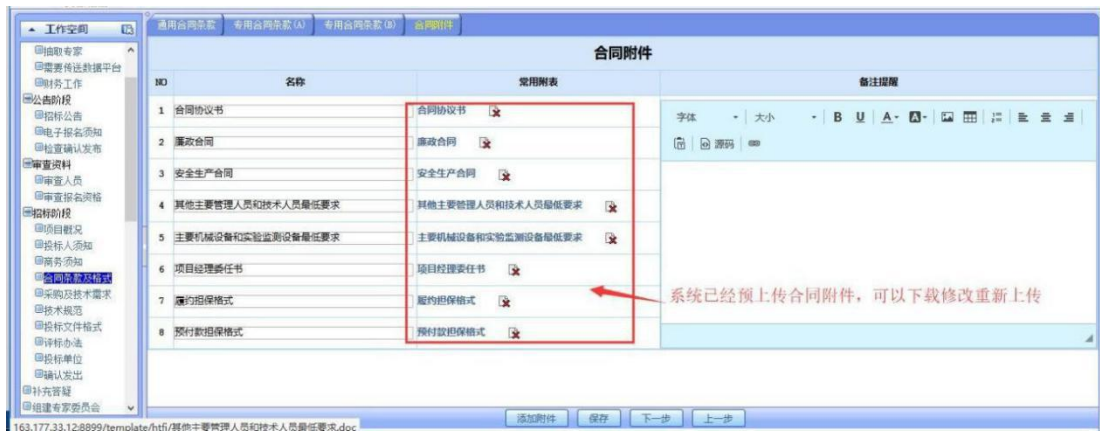 工作空间
抽取专家
需要传送数据平台
财务工作
公告阶段
招标公告
电子报名须知
检查确认发布
审查资料
审查人员
审查报名资格
招标阶段
项目概况
投标人须知
商务须知
合同条款及格式
采购及技术需求
技术规范
投标文件格式
评标办法
投标单位
确认发出
补充答疑
组建专家委员会
通用合同条款 专用合同条款(A) 专用合同条款(B) 合同附件
合同附件
NO 名称 常用附表 备注提醒
1 合同协议书 合同协议书
2 廉政合同 廉政合同
3 安全生产合同 安全生产合同
4 其他主要管理人员和技术人员最低要求 其他主要管理人员和技术人员最低要求
5 主要机械设备和实验监测设备最低要求 主要机械设备和实验监测设备最低要求
6 项目经理委任书 项目经理委任书
7 履约担保格式 履约担保格式
8 预付款担保格式 预付款担保格式
字体 大小 B U A A
源码
系统已经预上传合同附件，可以下载修改重新上传
添加附件 保存 下一步 上一步
163.177.33.12:8899/template/htfj/其他主要管理人员和技术人员最低要求.doc